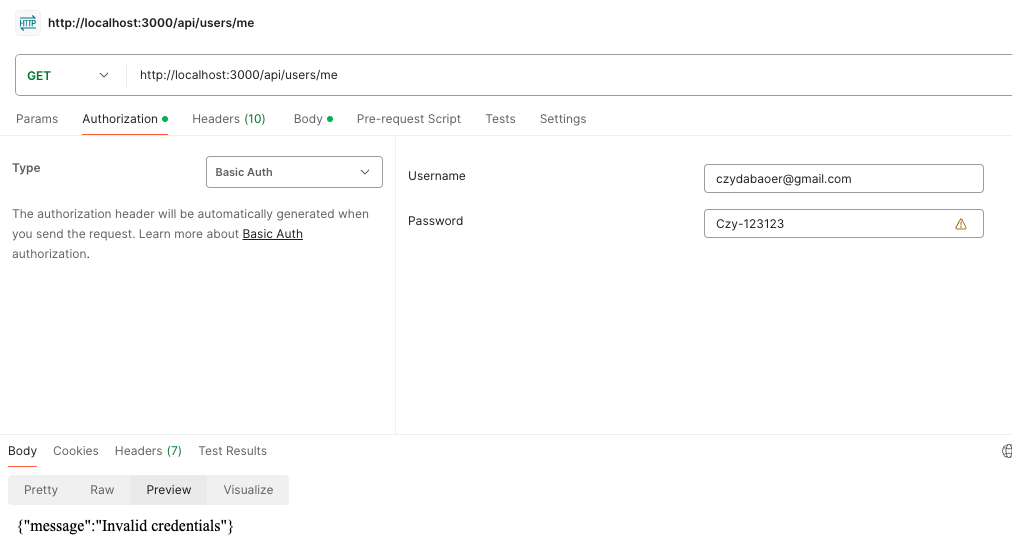 HTTP http://localhost:3000/api/users/me
GET http://localhost:3000/api/users/me
Params Authorization Headers (10) Body Pre-request Script Tests Settings
Type Basic Auth
The authorization header will be automatically generated when
you send the request. Learn more about Basic Auth
authorization.
Username czydabaoer@gmail.com
Password Czy-123123
Body Cookies Headers (7) Test Results
Pretty Raw Preview Visualize
{"message":"Invalid credentials"}